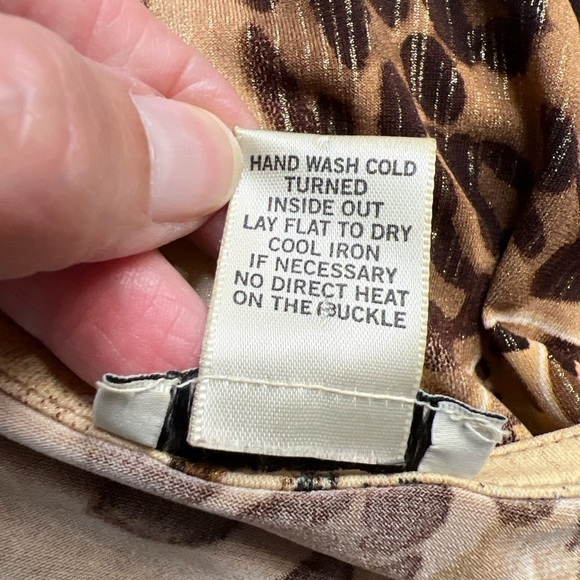 HAND WASH COLD
TURNED
INSIDE OUT
LAY FLAT TO DRY
COOL IRON
IF NECESSARY
NO DIRECT HEAT
ON THE BUCKLE